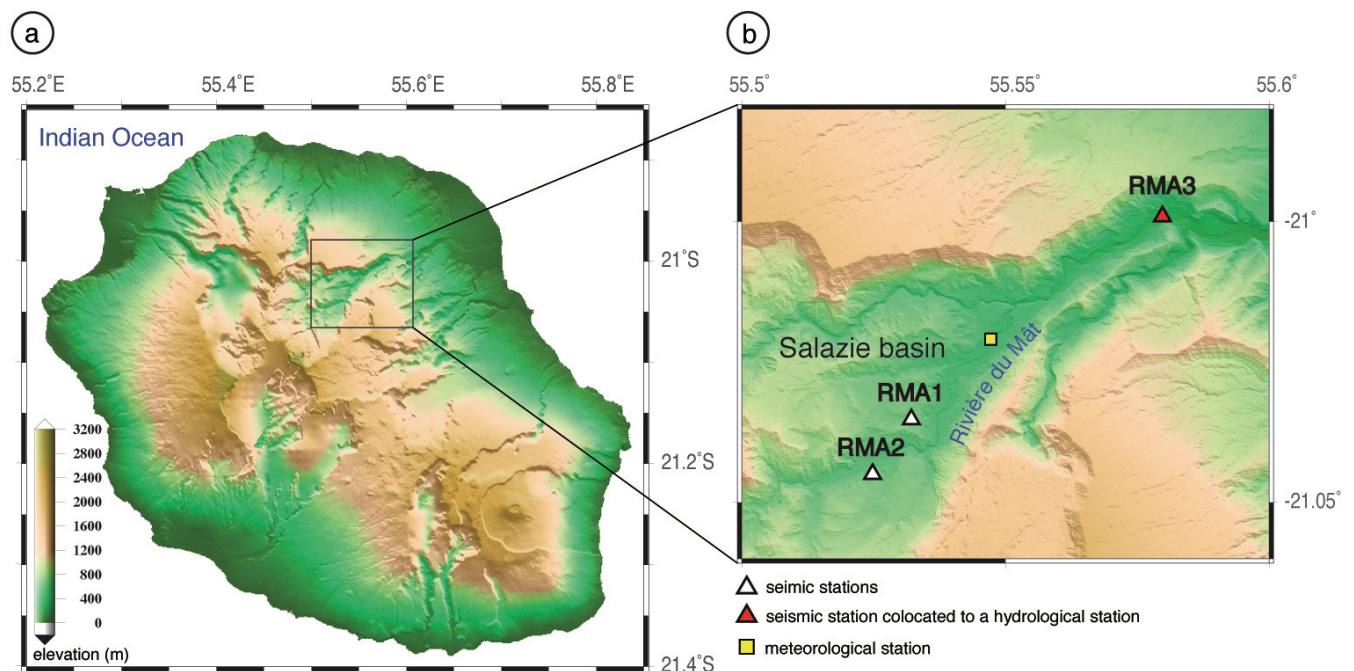 a
55.2˚E
55.4˚E
55.6˚E
55.8˚E
Indian Ocean
21˚S
21.2˚S
21.4˚S
3200
2800
2400
2000
1600
1200
800
400
0
elevation (m)
b
55.5˚
55.55˚
55.6˚
RMA3
-21˚
Salazie basin
Rivière du Mât
RMA1
RMA2
-21.05˚
seimic stations
seismic station colocated to a hydrological station
meteorological station